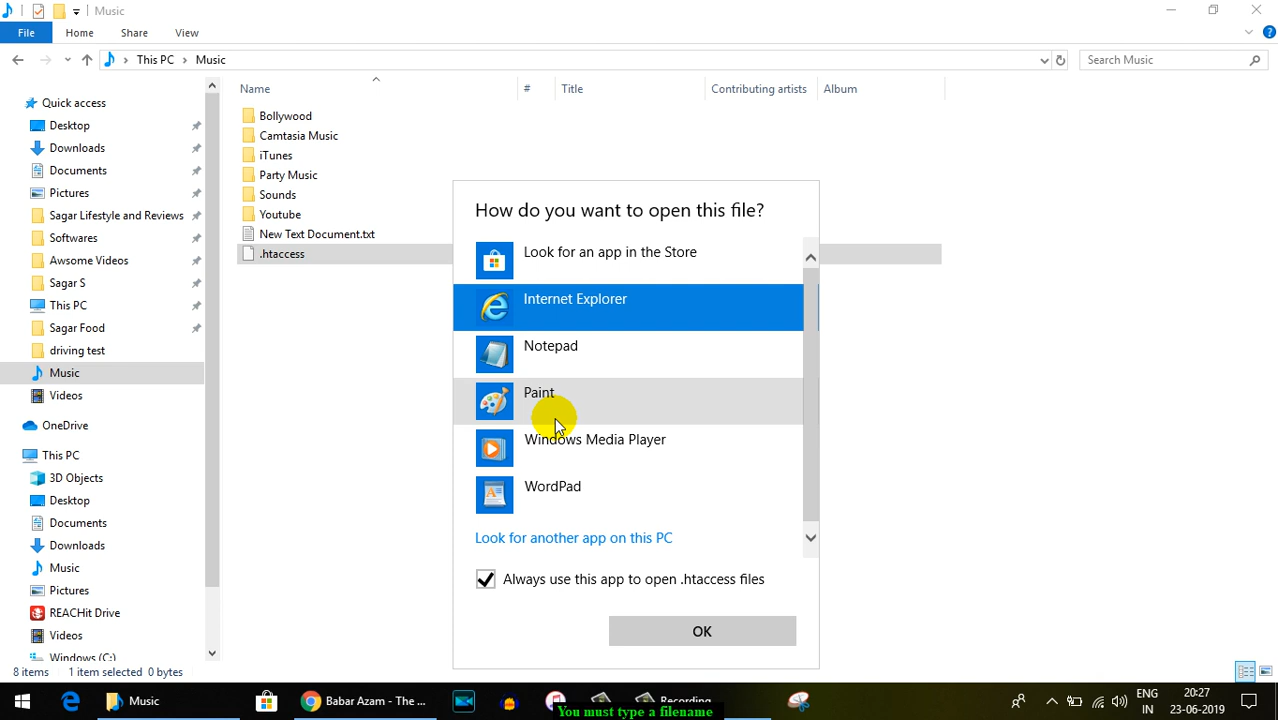 Music
File Home Share View
This PC Music
Search Music
Name # Title Contributing artists Album
Quick access
Desktop
Downloads
Documents
Pictures
Sagar Lifestyle and Reviews
Softwares
Awsome Videos
Sagar S
This PC
Sagar Food
driving test
Music
Videos
OneDrive
This PC
3D Objects
Desktop
Documents
Downloads
Music
Pictures
REACHit Drive
Videos
Windows (C:)
Bollywood
Camtasia Music
iTunes
Party Music
Sounds
Youtube
New Text Document.txt
.htaccess
How do you want to open this file?
Look for an app in the Store
Internet Explorer
Notepad
Paint
Windows Media Player
WordPad
Look for another app on this PC
Always use this app to open .htaccess files
OK
8 items 1 item selected 0 bytes
Music
Babar Azam - The ...
Recording...
ENG
IN
20:27
23-06-2019
You must type a filename